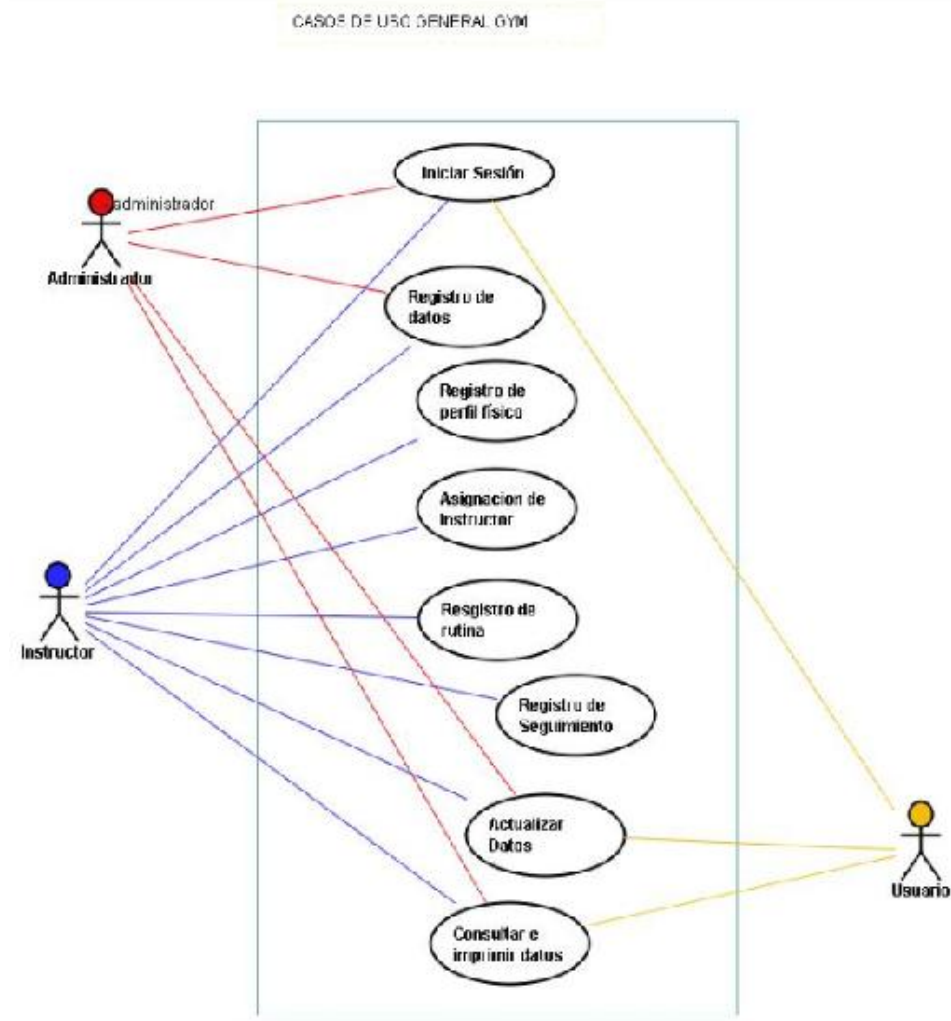 CASOS DE USO GENERAL GYM
Iniciar Sesión
administrador
Administrador
Registro de
datos
Registro de
perfil físico
Asignacion de
Instructor
Resgistro de
rutina
Instructor
Registro de
Seguimiento
Actualizar
Datos
Usuario
Consultar e
imprimir datos